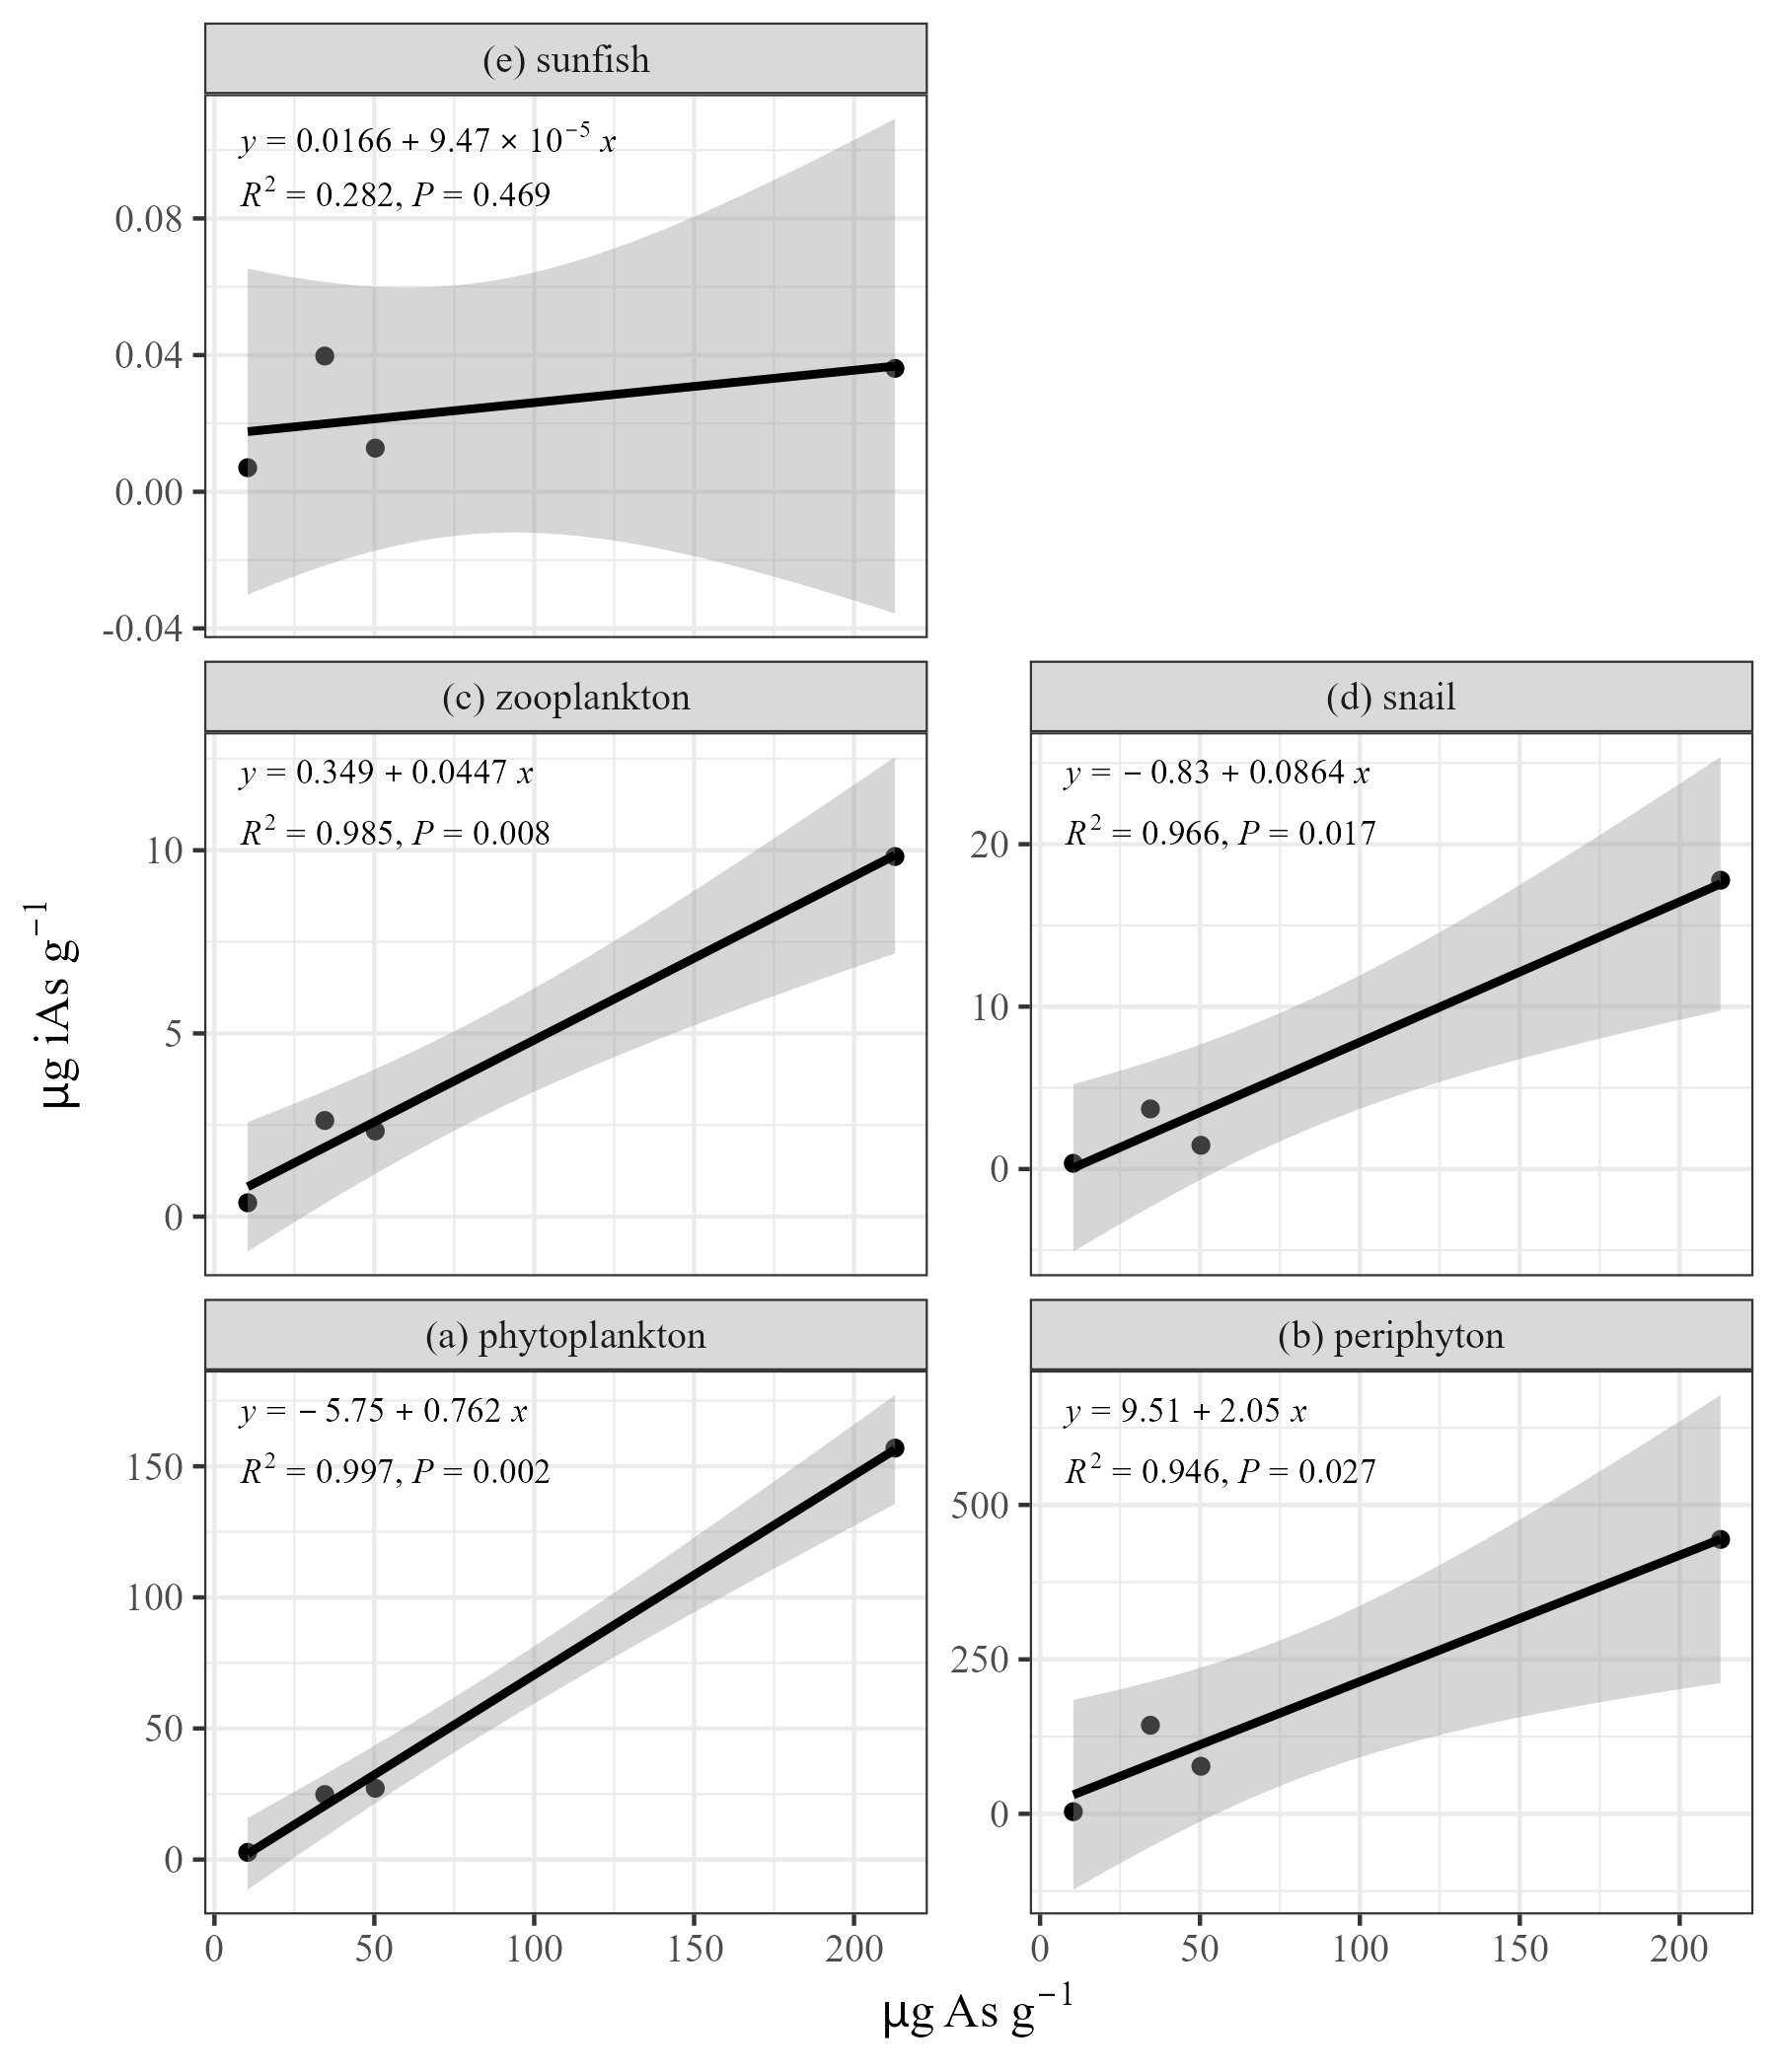 (e) sunfish
y = 0.0166 + 9.47 × 10⁻⁵ x
R² = 0.282, P = 0.469
0.08
0.04
0.00
-0.04
(c) zooplankton
y = 0.349 + 0.0447 x
R² = 0.985, P = 0.008
10
5
0
(d) snail
y = − 0.83 + 0.0864 x
R² = 0.966, P = 0.017
20
10
0
µg iAs g⁻¹
(a) phytoplankton
y = − 5.75 + 0.762 x
R² = 0.997, P = 0.002
150
100
50
0
0 50 100 150 200
(b) periphyton
y = 9.51 + 2.05 x
R² = 0.946, P = 0.027
500
250
0
0 50 100 150 200
µg As g⁻¹